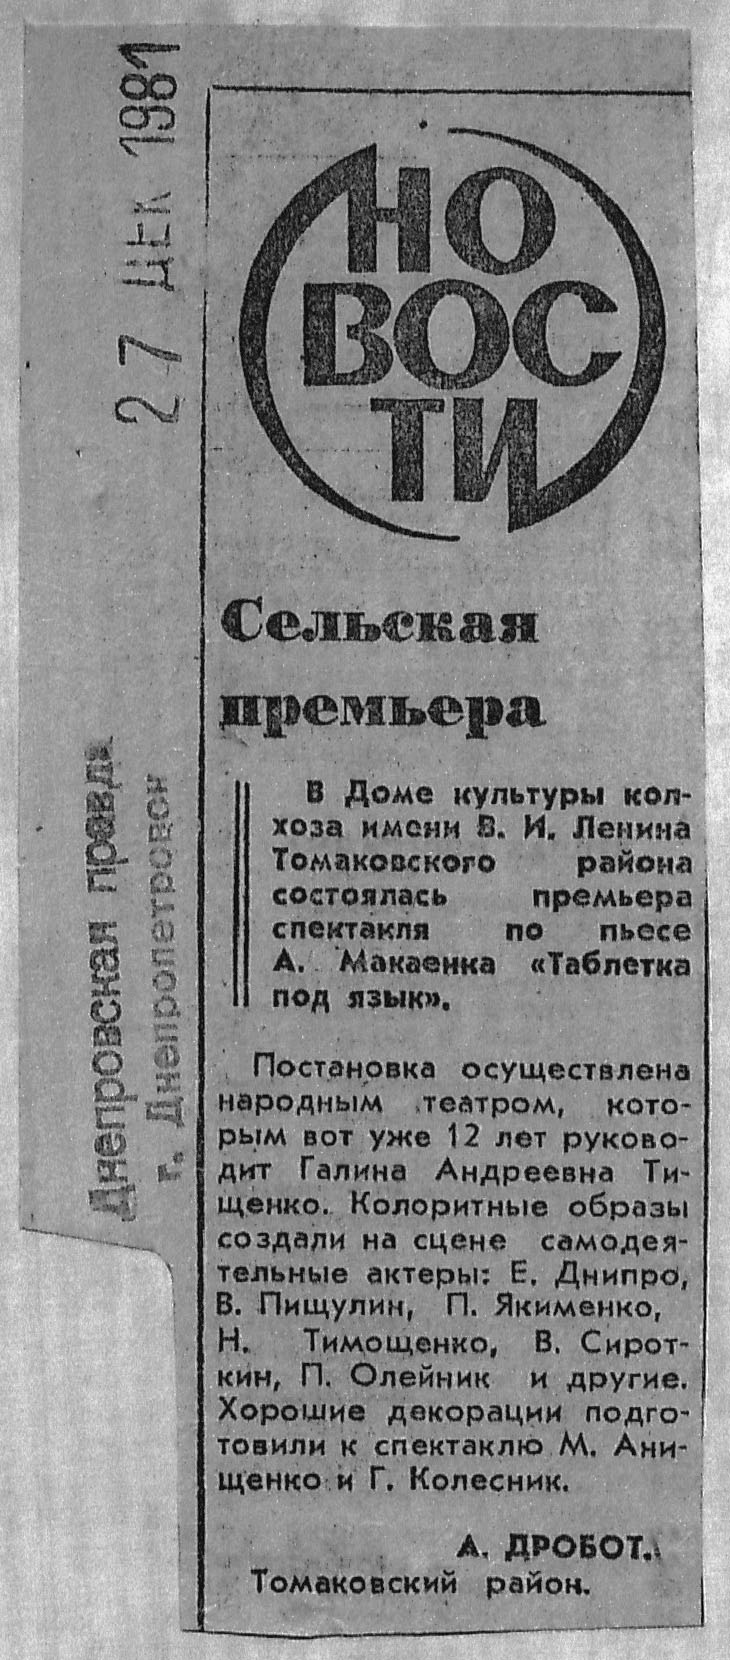 27 ДЕК 1981
Днепровская правда
г. Днепропетровск
НО
ВОС
ТИ
Сельская
премьера
В Доме культуры кол-
хоза имени В. И. Ленина
Томаковского района
состоялась премьера
спектакля по пьесе
А. Макаенка «Таблетка
под язык».
Постановка осуществлена
народным театром, кото-
рым вот уже 12 лет руково-
дит Галина Андреевна Ти-
щенко. Колоритные образы
создали на сцене самодея-
тельные актеры: Е. Днипро,
В. Пищулин, П. Якименко,
Н. Тимощенко, В. Сирот-
кин, П. Олейник и другие.
Хорошие декорации подго-
товили к спектаклю М. Ани-
щенко и Г. Колесник.
А. ДРОБОТ.
Томаковский район.